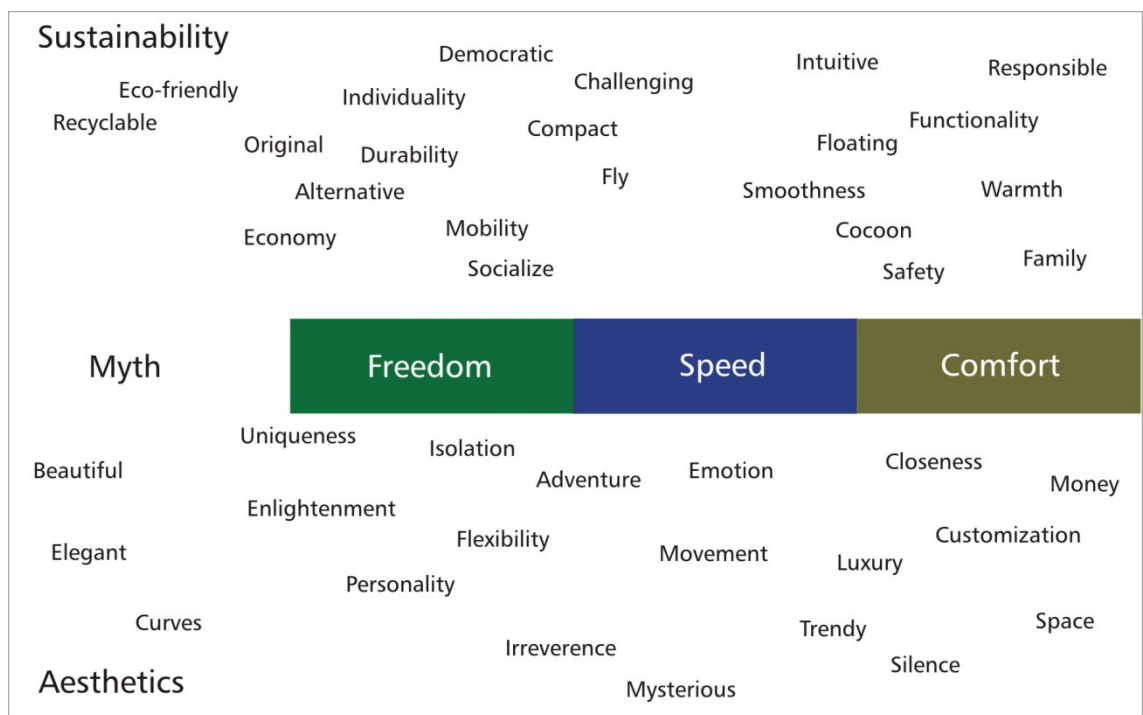 Sustainability
Democratic
Intuitive
Responsible
Challenging
Eco-friendly
Individuality
Recyclable
Functionality
Compact
Original
Floating
Durability
Fly
Alternative
Smoothness
Warmth
Mobility
Cocoon
Economy
Socialize
Safety
Family
Myth
Freedom
Speed
Comfort
Uniqueness
Isolation
Closeness
Beautiful
Adventure
Emotion
Money
Enlightenment
Flexibility
Customization
Elegant
Movement
Luxury
Personality
Curves
Trendy
Space
Irreverence
Silence
Aesthetics
Mysterious